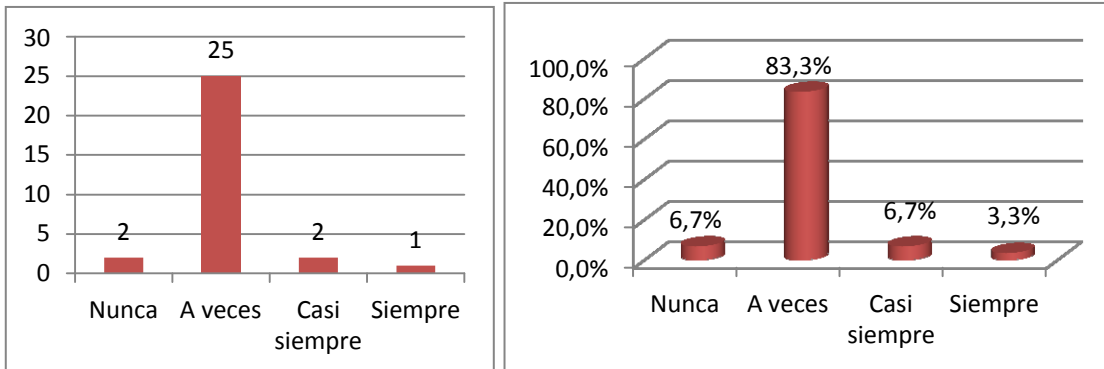 30
25
20
15
10
5
0
25
2
2
1
Nunca
A veces
Casi
siempre
Siempre
100,0%
80,0%
60,0%
40,0%
20,0%
0,0%
83,3%
6,7%
6,7%
3,3%
Nunca
A veces
Casi
siempre
Siempre